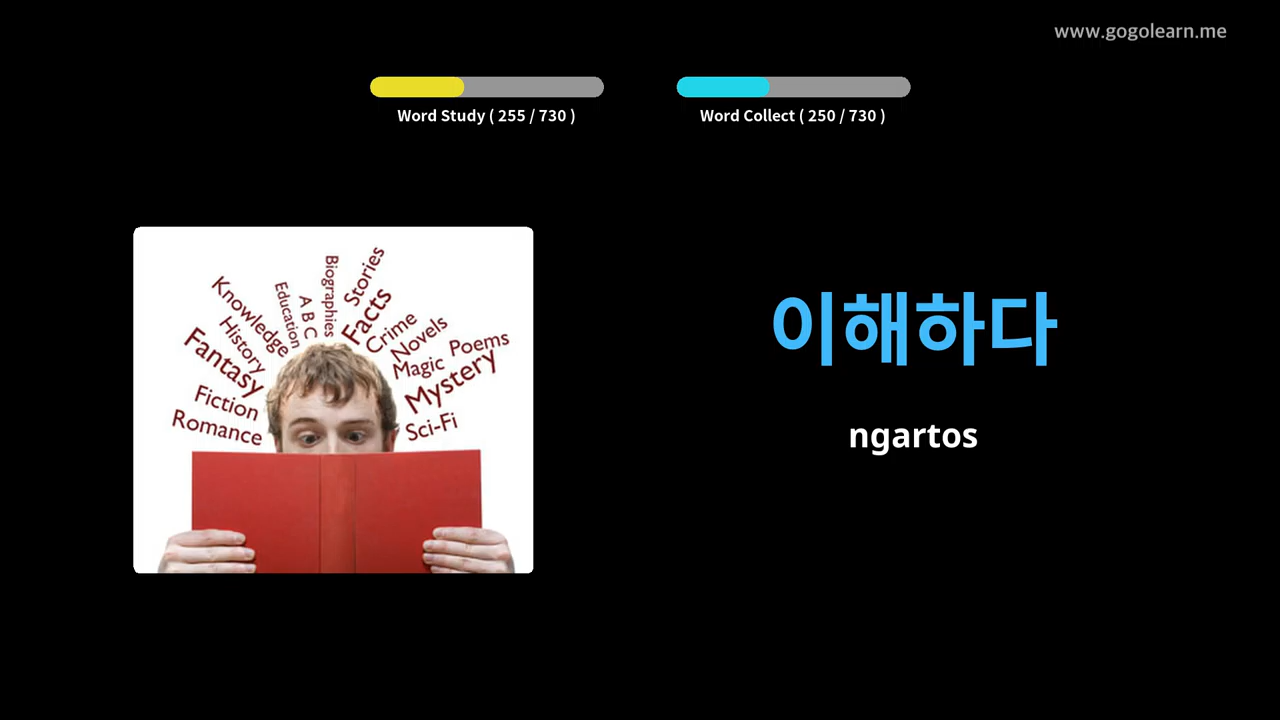 www.gogolearn.me
Word Study ( 255 / 730 )
Word Collect ( 250 / 730 )
Knowledge
Education
A B C
Biographies
Stories
Facts
Crime
Novels
Magic
Poems
Mystery
Sci-Fi
History
Fantasy
Fiction
Romance
이해하다
ngartos